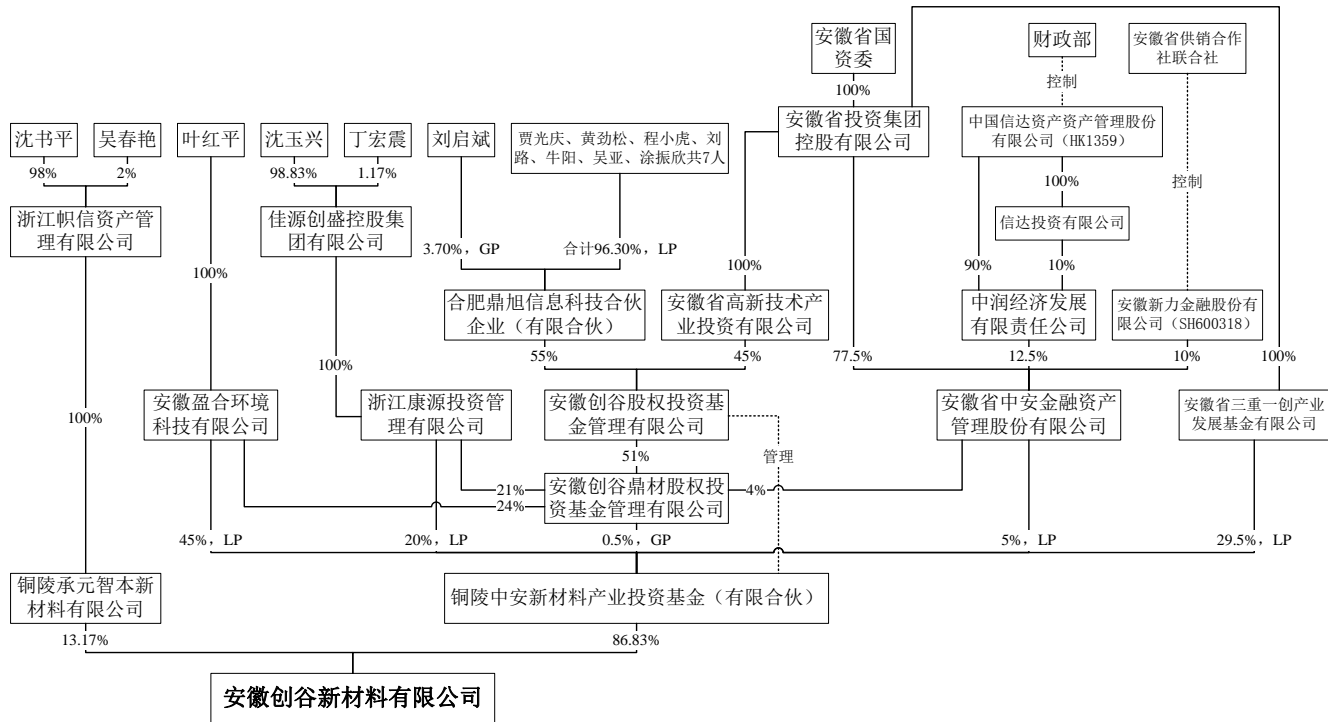 安徽省国
资委
财政部
安徽省供销合作
社联合社
100%
控制
沈书平
吴春艳
叶红平
沈玉兴
丁宏震
刘启斌
贾光庆、黄劲松、程小虎、刘
路、牛阳、吴亚、涂振欣共7人
安徽省投资集团
控股有限公司
中国信达资产资产管理股份
有限公司（HK1359）
98%
2%
98.83%
1.17%
100%
控制
浙江帜信资产管
理有限公司
佳源创盛控股集
团有限公司
信达投资有限公司
3.70%，GP
合计96.30%，LP
100%
100%
90%
10%
合肥鼎旭信息科技合伙
企业（有限合伙）
安徽省高新技术产
业投资有限公司
中润经济发展
有限责任公司
安徽新力金融股份有
限公司（SH600318）
100%
55%
45%
77.5%
12.5%
10%
100%
100%
安徽盈合环境
科技有限公司
浙江康源投资管
理有限公司
安徽创谷股权投资基
金管理有限公司
安徽省中安金融资产
管理股份有限公司
安徽省三重一创产业
发展基金有限公司
51%
管理
21%
24%
安徽创谷鼎材股权投
资基金管理有限公司
4%
45%，LP
20%，LP
0.5%，GP
5%，LP
29.5%，LP
铜陵承元智本新
材料有限公司
铜陵中安新材料产业投资基金（有限合伙）
13.17%
86.83%
安徽创谷新材料有限公司